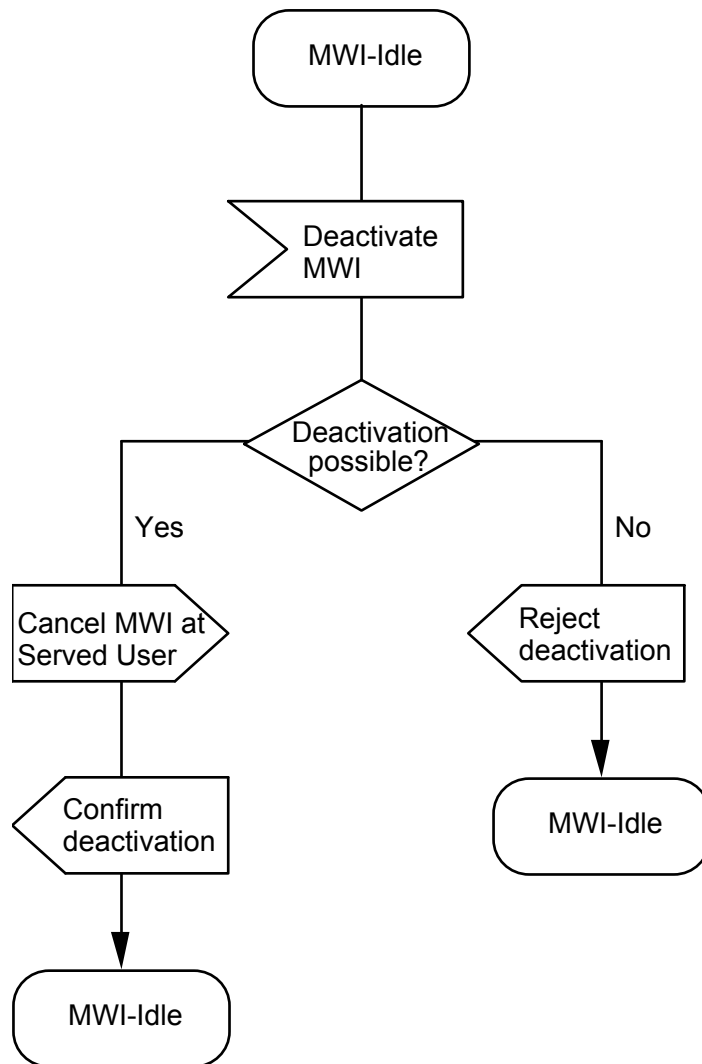 MWI-Idle
Deactivate
MWI
Deactivation
possible?
Yes
No
Cancel MWI at
Served User
Reject
deactivation
Confirm
deactivation
MWI-Idle
MWI-Idle